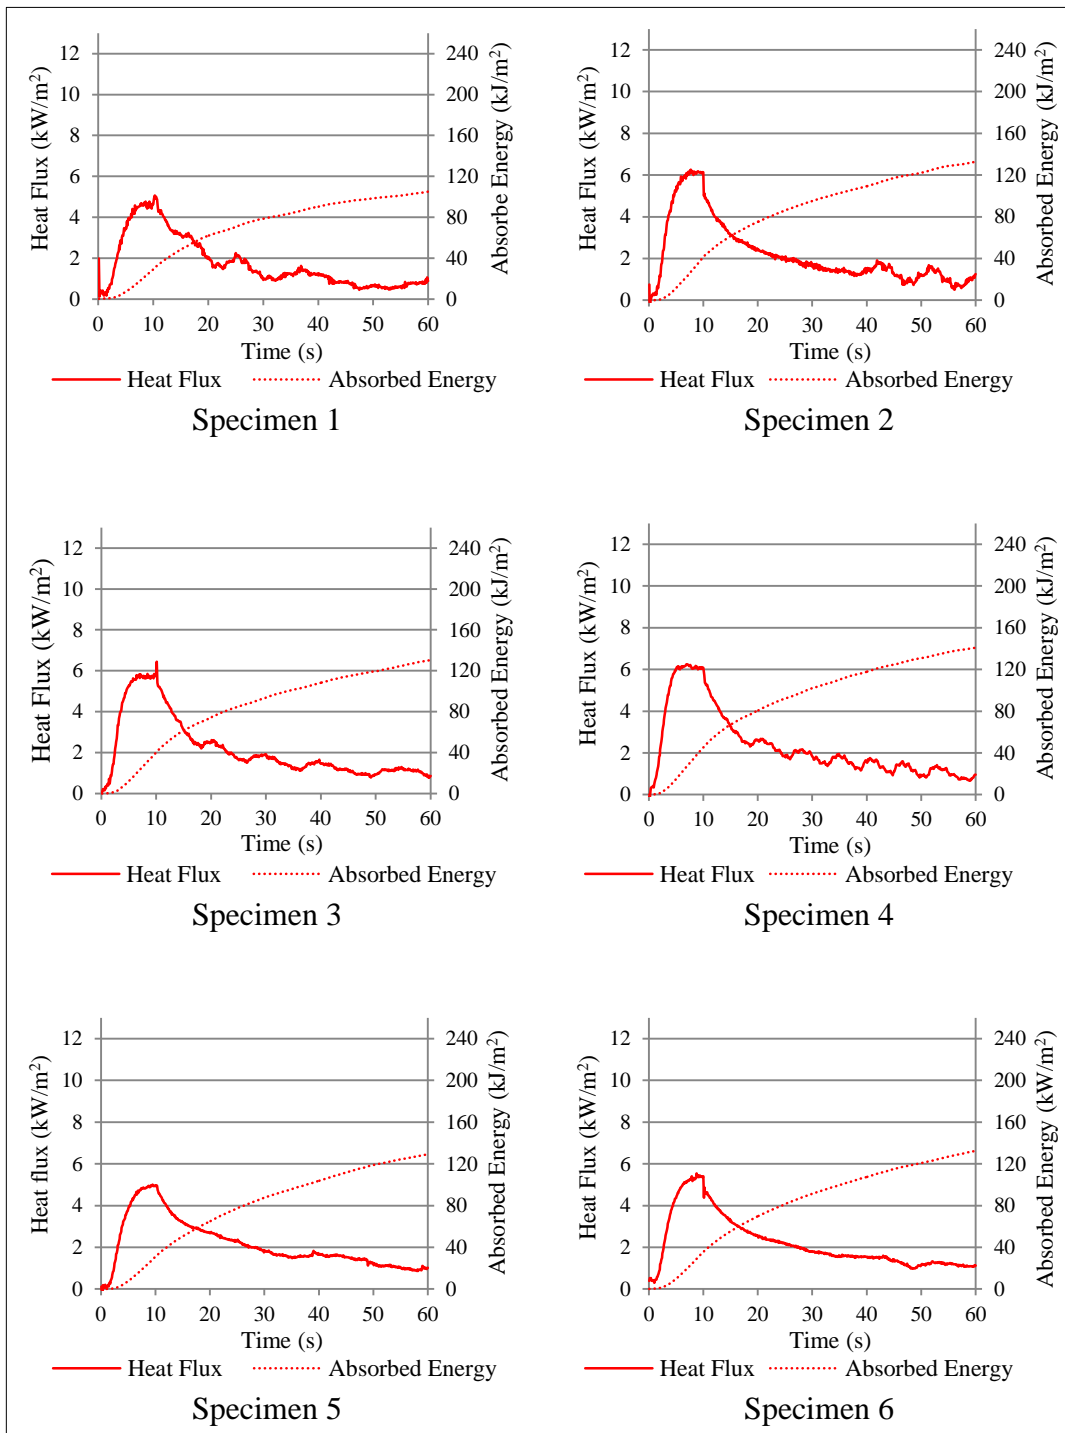 Heat Flux (kW/m²)
12
10
8
6
4
2
0
240
200
160
120
80
40
0
Absorbe Energy (kJ/m²)
0 10 20 30 40 50 60
Time (s)
Heat Flux Absorbed Energy
Specimen 1
Heat Flux (kW/m²)
12
10
8
6
4
2
0
240
200
160
120
80
40
0
Absorbed Energy (kJ/m²)
0 10 20 30 40 50 60
Time (s)
Heat Flux Absorbed Energy
Specimen 2
Heat Flux (kW/m²)
12
10
8
6
4
2
0
240
200
160
120
80
40
0
Absorbed Energy (kJ/m²)
0 10 20 30 40 50 60
Time (s)
Heat Flux Absorbed Energy
Specimen 3
Heat Flux (kW/m²)
12
10
8
6
4
2
0
240
200
160
120
80
40
0
Absorbed Energy (kJ/m²)
0 10 20 30 40 50 60
Time (s)
Heat Flux Absorbed Energy
Specimen 4
Heat flux (kW/m²)
12
10
8
6
4
2
0
240
200
160
120
80
40
0
Absorbed Energy (kJ/m²)
0 10 20 30 40 50 60
Time (s)
Heat Flux Absorbed Energy
Specimen 5
Heat Flux (kW/m²)
12
10
8
6
4
2
0
240
200
160
120
80
40
0
Absorbed Energy (kW/m²)
0 10 20 30 40 50 60
Time (s)
Heat Flux Absorbed Energy
Specimen 6